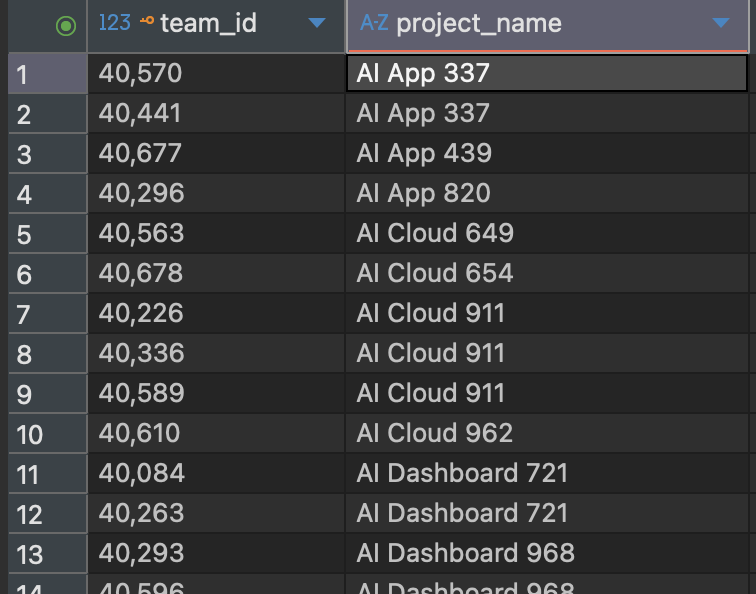 123 team_id A-Z project_name
1 40,570 AI App 337
2 40,441 AI App 337
3 40,677 AI App 439
4 40,296 AI App 820
5 40,563 AI Cloud 649
6 40,678 AI Cloud 654
7 40,226 AI Cloud 911
8 40,336 AI Cloud 911
9 40,589 AI Cloud 911
10 40,610 AI Cloud 962
11 40,084 AI Dashboard 721
12 40,263 AI Dashboard 721
13 40,293 AI Dashboard 968
14 40,596 AI Dashboard 968